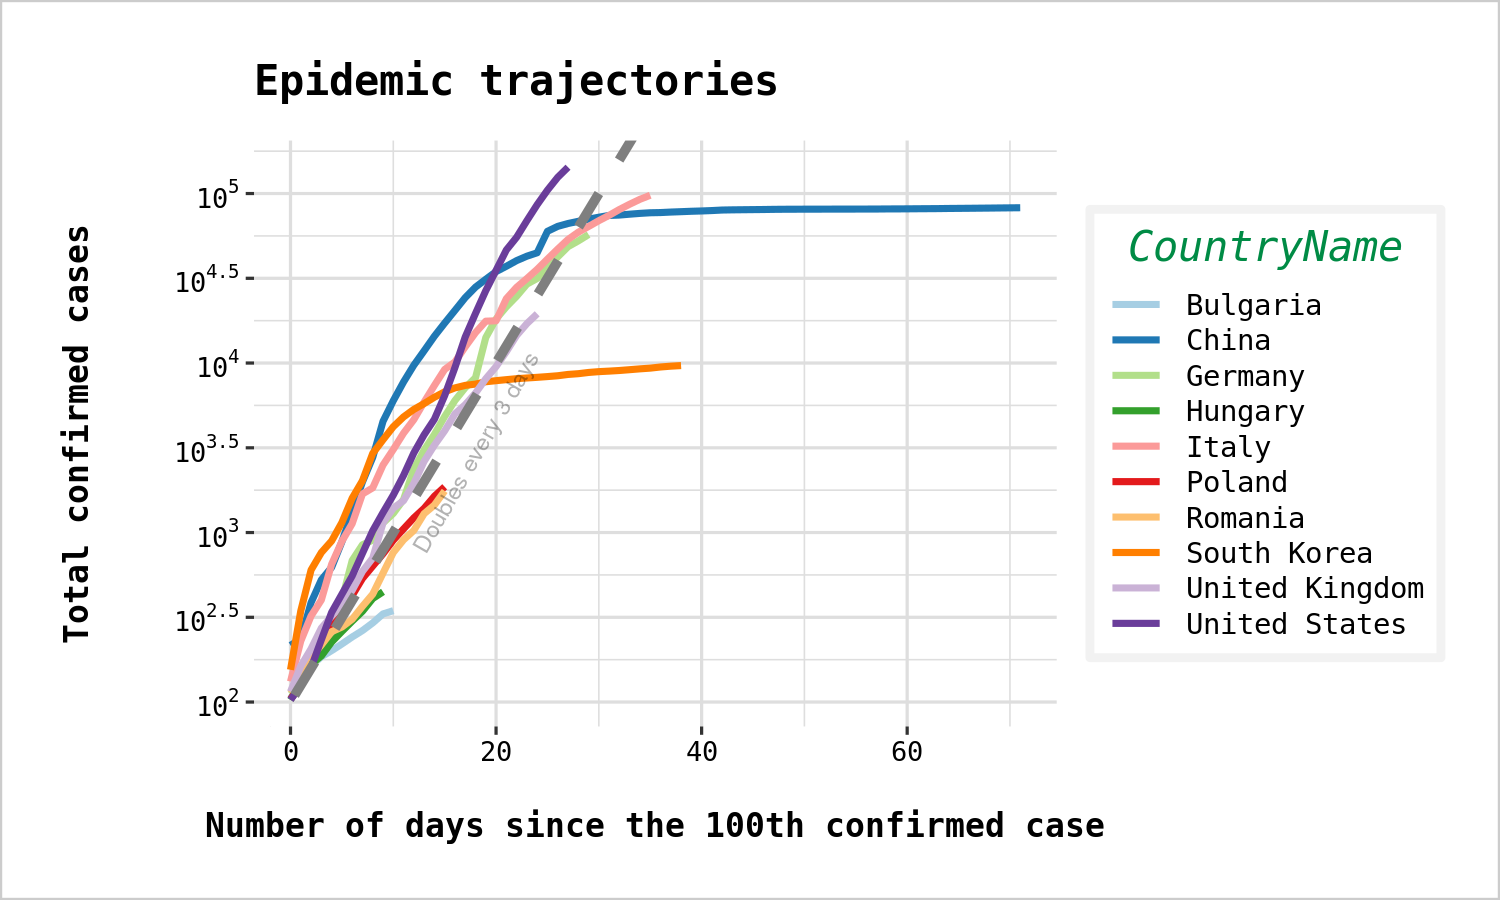 Epidemic trajectories
Total confirmed cases
10^5
10^4.5
10^4
10^3.5
10^3
10^2.5
10^2
Doubles every 3 days
0 20 40 60
Number of days since the 100th confirmed case
CountryName
Bulgaria
China
Germany
Hungary
Italy
Poland
Romania
South Korea
United Kingdom
United States